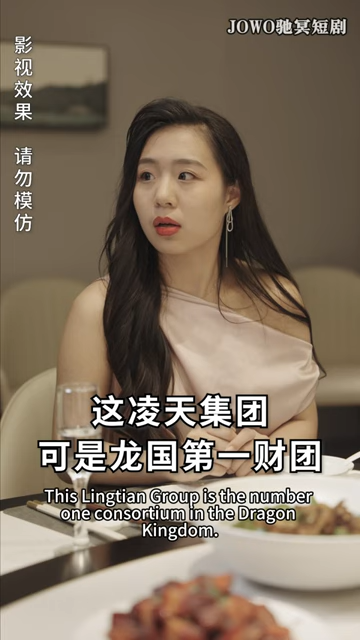 JOWO驰冥短剧
影视效果 请勿模仿
这凌天集团
可是龙国第一财团
This Lingtian Group is the number
one consortium in the Dragon
Kingdom.